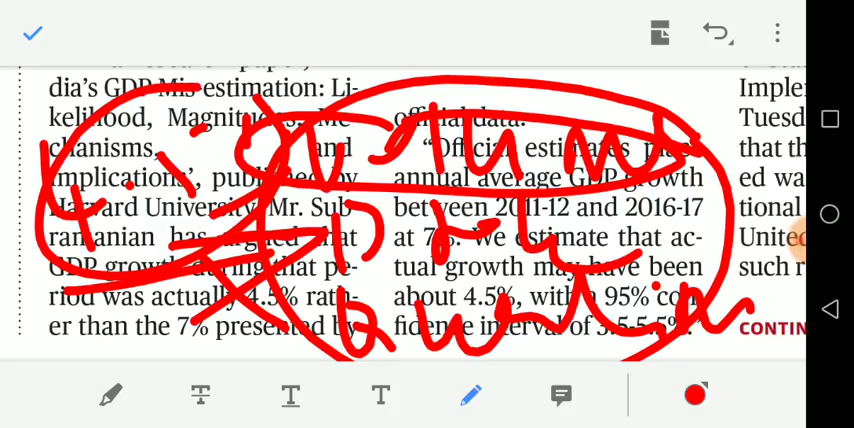 dia's GDP Mis-estimation: Li-
kelihood, Magnitudes, Me-
chanisms, and
Implications', published by
Harvard University, Mr. Sub-
ramanian has argued that
GDP growth during that pe-
riod was actually 4.5% rath-
er than the 7% presented by
official data.
"Official estimates place
annual average GDP growth
between 2011-12 and 2016-17
at 7%. We estimate that ac-
tual growth may have been
about 4.5%, with a 95% con-
fidence interval of 3.5-5.5%."
Imple
Tuesd
that th
ed wa
tional
Unite
such r
CONTIN